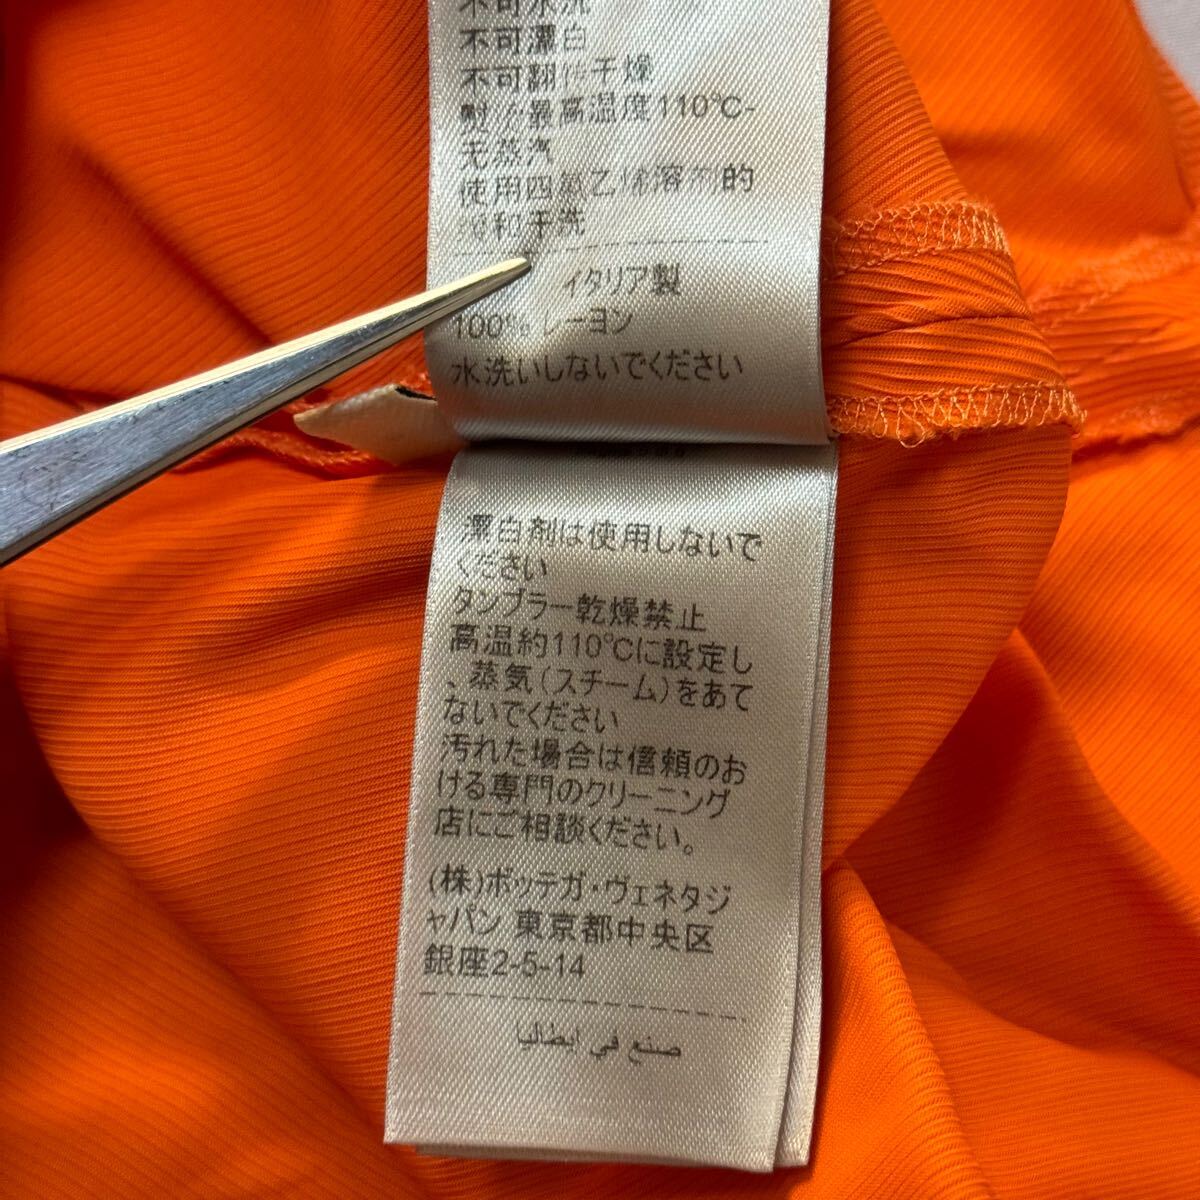 不可水洗
不可漂白
不可翻 干燥
高温度110℃-
无蒸汽
使用四氯乙烯溶剂的
缓和干洗
イタリア製
100% レーヨン
水洗いしないでください
漂白剤は使用しないで
ください
タンブラー乾燥禁止
高温約110℃に設定し
、蒸気(スチーム)をあて
ないでください
汚れた場合は信頼のお
ける専門のクリーニング
店にご相談ください。
(株)ボッテガ・ヴェネタジ
ャパン 東京都中央区
銀座2-5-14
صنع في ايطاليا